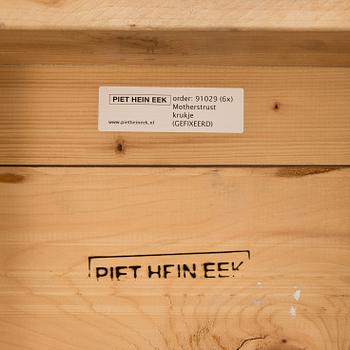 PIET HEIN EEK order: 91029 (6x)
Motherstrust
www.pietheineek.nl krukje
(GEFIXEERD)
PIET HEIN EEK